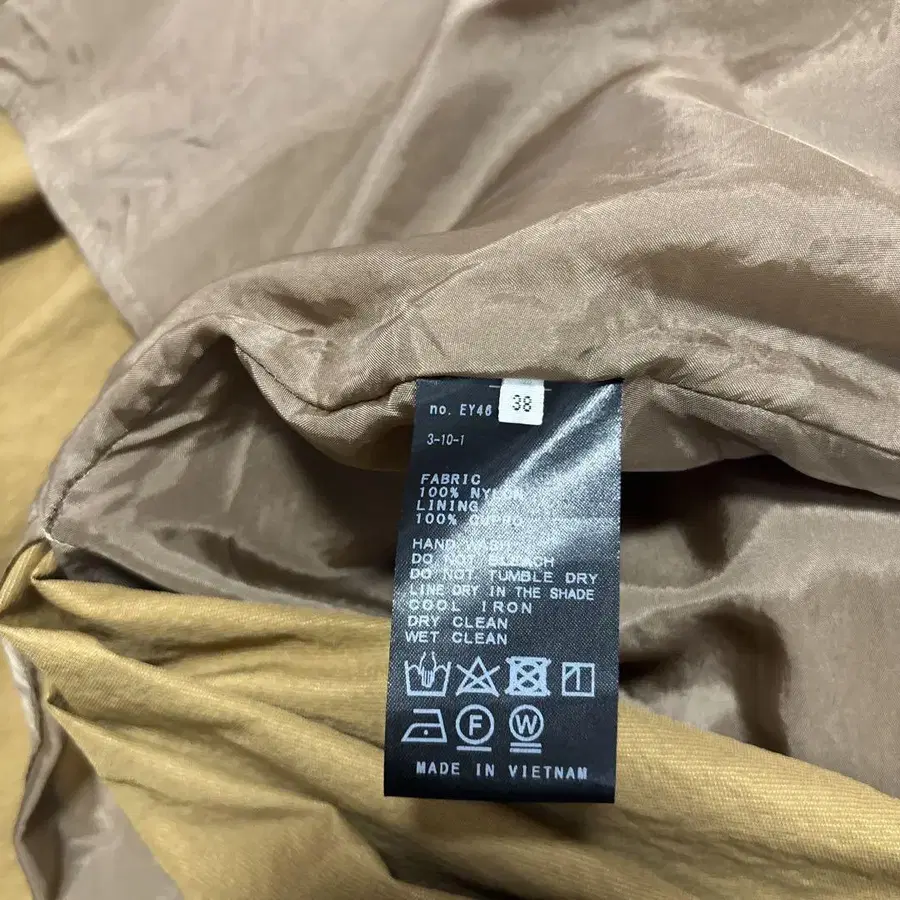 no. EY46
38
3-10-1
FABRIC
100% NYLON
LINING
100% CUPRO
HAND WASH
DO NOT BLEACH
DO NOT TUMBLE DRY
LINE DRY IN THE SHADE
COOL IRON
DRY CLEAN
WET CLEAN
F
W
MADE IN VIETNAM